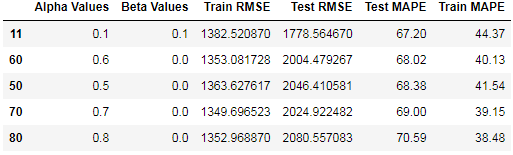 Alpha Values Beta Values Train RMSE Test RMSE Test MAPE Train MAPE
11 0.1 0.1 1382.520870 1778.564670 67.20 44.37
60 0.6 0.0 1353.081728 2004.479267 68.02 40.13
50 0.5 0.0 1363.627617 2046.410581 68.38 41.54
70 0.7 0.0 1349.696523 2024.922482 69.00 39.15
80 0.8 0.0 1352.968870 2080.557083 70.59 38.48